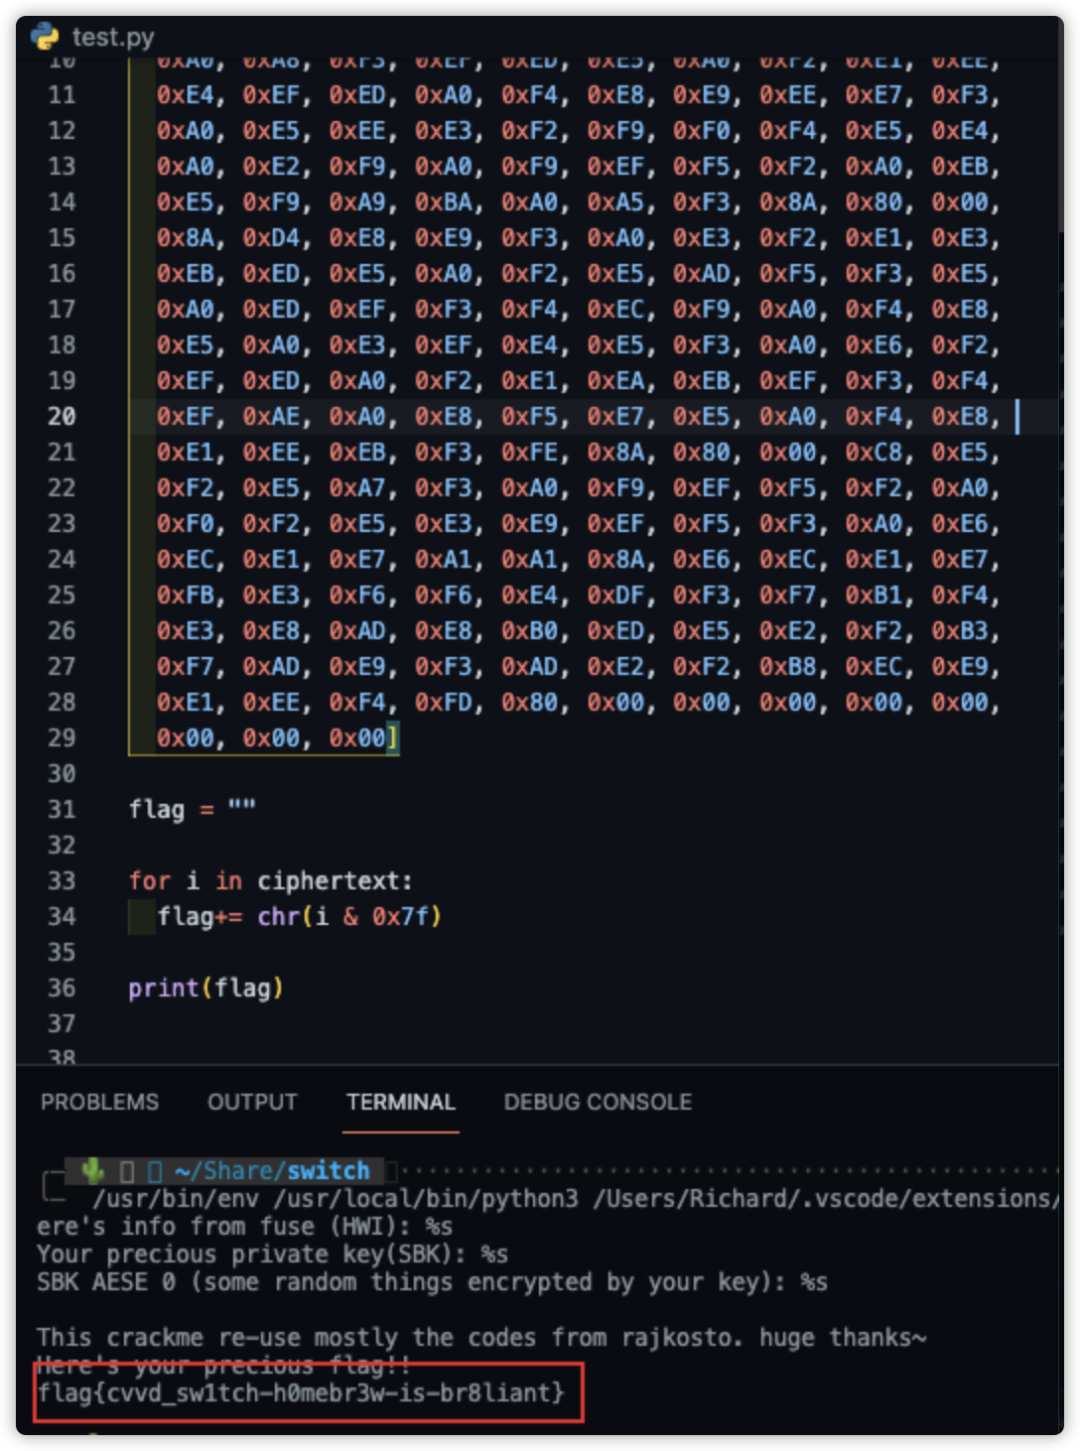 test.py
10 0xA0, 0xA8, 0xF3, 0xEF, 0xED, 0xE5, 0xA0, 0xF2, 0xE1, 0xEE,
11 0xE4, 0xEF, 0xED, 0xA0, 0xF4, 0xE8, 0xE9, 0xEE, 0xE7, 0xF3,
12 0xA0, 0xE5, 0xEE, 0xE3, 0xF2, 0xF9, 0xF0, 0xF4, 0xE5, 0xE4,
13 0xA0, 0xE2, 0xF9, 0xA0, 0xF9, 0xEF, 0xF5, 0xF2, 0xA0, 0xEB,
14 0xE5, 0xF9, 0xA9, 0xBA, 0xA0, 0xA5, 0xF3, 0x8A, 0x80, 0x00,
15 0x8A, 0xD4, 0xE8, 0xE9, 0xF3, 0xA0, 0xE3, 0xF2, 0xE1, 0xE3,
16 0xEB, 0xED, 0xE5, 0xA0, 0xF2, 0xE5, 0xAD, 0xF5, 0xF3, 0xE5,
17 0xA0, 0xED, 0xEF, 0xF3, 0xF4, 0xEC, 0xF9, 0xA0, 0xF4, 0xE8,
18 0xE5, 0xA0, 0xE3, 0xEF, 0xE4, 0xE5, 0xF3, 0xA0, 0xE6, 0xF2,
19 0xEF, 0xED, 0xA0, 0xF2, 0xE1, 0xEA, 0xEB, 0xEF, 0xF3, 0xF4,
20 0xEF, 0xAE, 0xA0, 0xE8, 0xF5, 0xE7, 0xE5, 0xA0, 0xF4, 0xE8,
21 0xE1, 0xEE, 0xEB, 0xF3, 0xFE, 0x8A, 0x80, 0x00, 0xC8, 0xE5,
22 0xF2, 0xE5, 0xA7, 0xF3, 0xA0, 0xF9, 0xEF, 0xF5, 0xF2, 0xA0,
23 0xF0, 0xF2, 0xE5, 0xE3, 0xE9, 0xEF, 0xF5, 0xF3, 0xA0, 0xE6,
24 0xEC, 0xE1, 0xE7, 0xA1, 0xA1, 0x8A, 0xE6, 0xEC, 0xE1, 0xE7,
25 0xFB, 0xE3, 0xF6, 0xF6, 0xE4, 0xDF, 0xF3, 0xF7, 0xB1, 0xF4,
26 0xE3, 0xE8, 0xAD, 0xE8, 0xB0, 0xED, 0xE5, 0xE2, 0xF2, 0xB3,
27 0xF7, 0xAD, 0xE9, 0xF3, 0xAD, 0xE2, 0xF2, 0xB8, 0xEC, 0xE9,
28 0xE1, 0xEE, 0xF4, 0xFD, 0x80, 0x00, 0x00, 0x00, 0x00, 0x00,
29 0x00, 0x00, 0x00]
30
31 flag = ""
32
33 for i in ciphertext:
34 flag+= chr(i & 0x7f)
35
36 print(flag)
37
38
PROBLEMS OUTPUT TERMINAL DEBUG CONSOLE
~/Share/switch
/usr/bin/env /usr/local/bin/python3 /Users/Richard/.vscode/extensions/
ere's info from fuse (HWI): %s
Your precious private key(SBK): %s
SBK AESE 0 (some random things encrypted by your key): %s
This crackme re-use mostly the codes from rajkosto. huge thanks~
Here's your precious flag!!
flag{cvvd_sw1tch-h0mebr3w-is-br8liant}